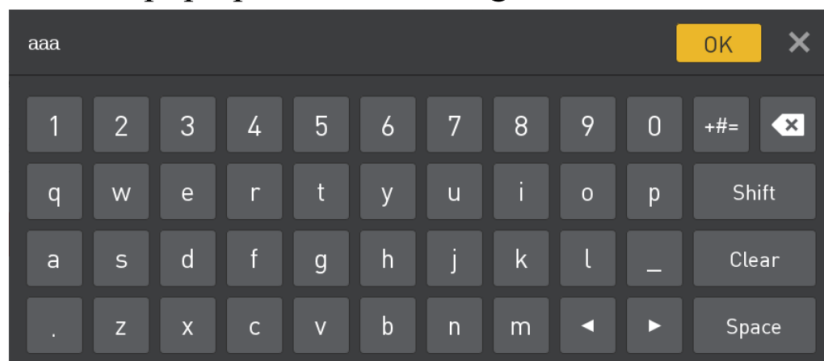 aaa OK ×
1 2 3 4 5 6 7 8 9 0 +#=
q w e r t y u i o p Shift
a s d f g h j k l _ Clear
. z x c v b n m ◄ ► Space